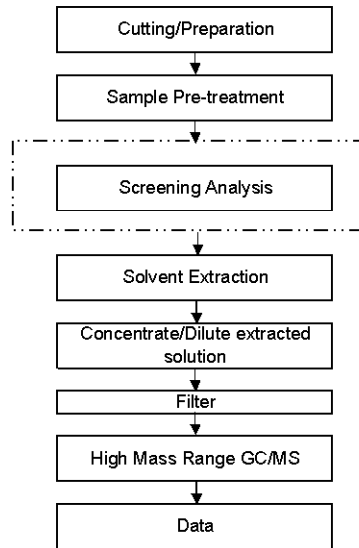 Cutting/Preparation
Sample Pre-treatment
Screening Analysis
Solvent Extraction
Concentrate/Dilute extracted
solution
Filter
High Mass Range GC/MS
Data